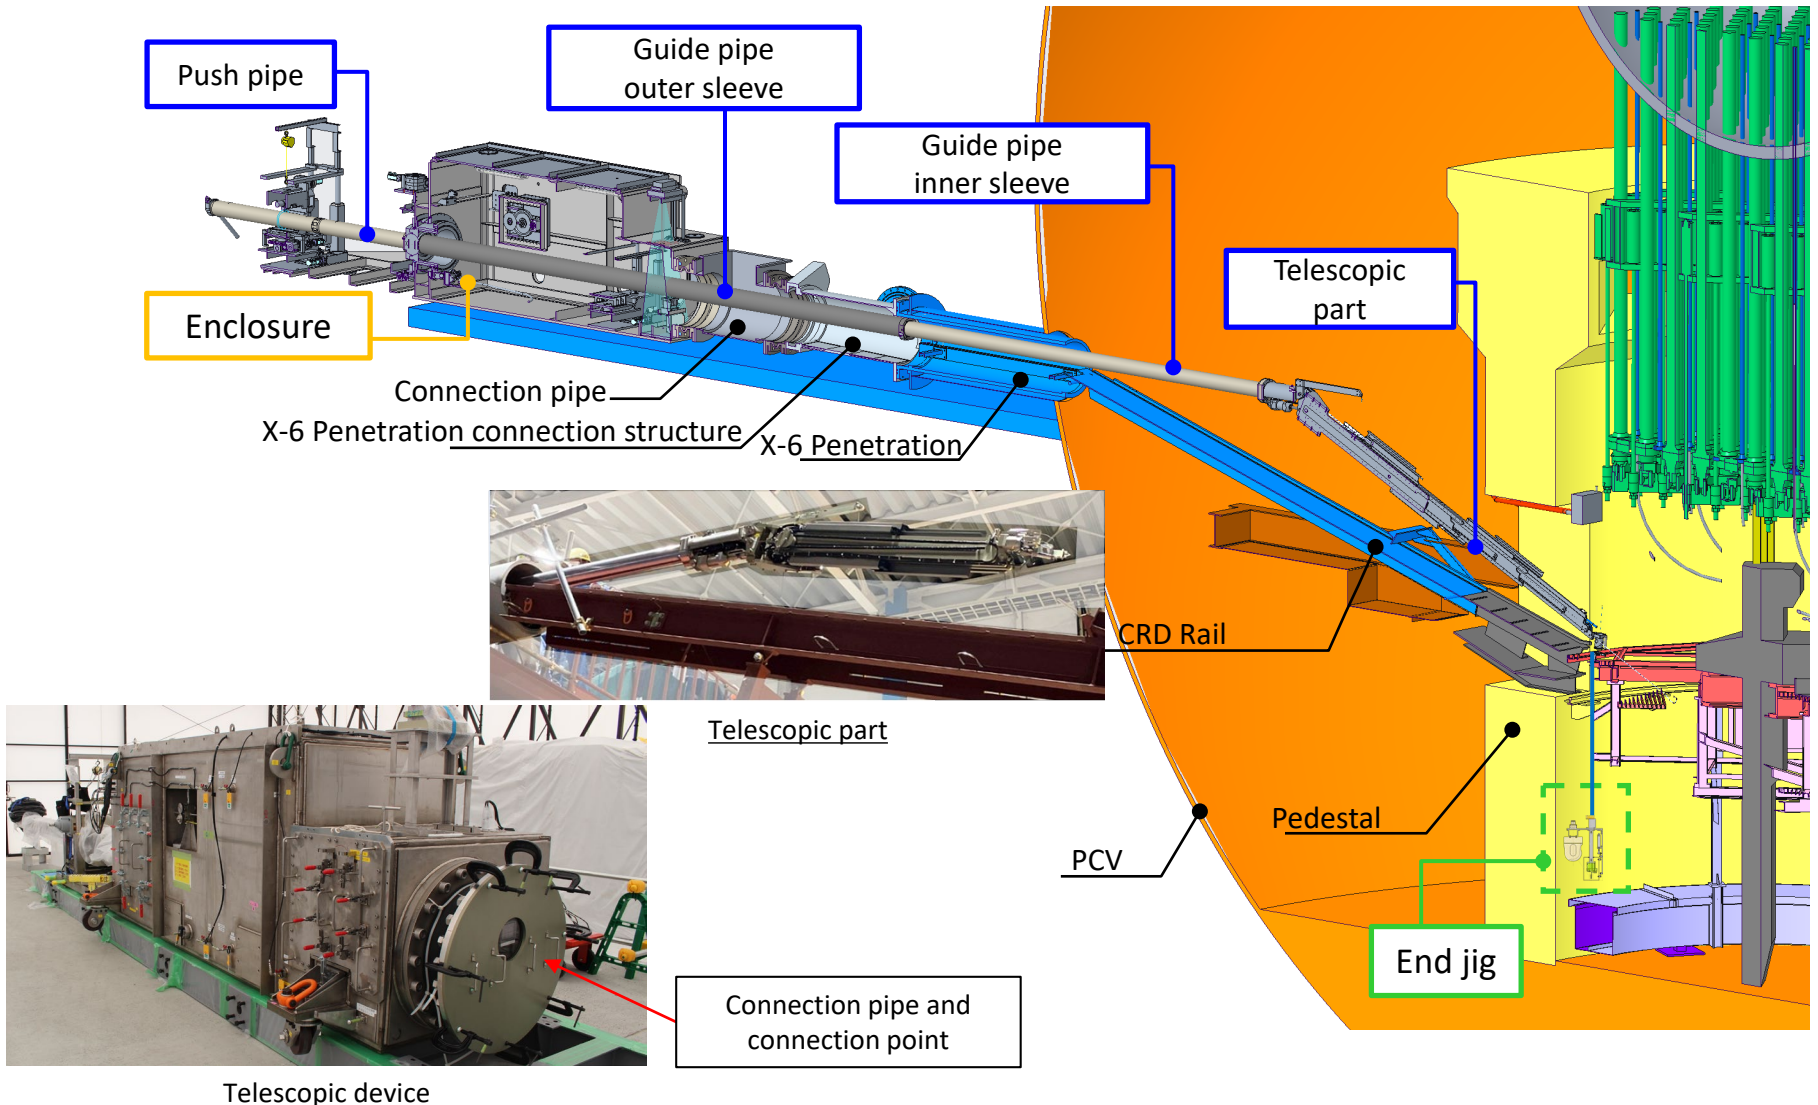 Push pipe
Guide pipe
outer sleeve
Guide pipe
inner sleeve
Telescopic
part
Enclosure
Connection pipe
X-6 Penetration connection structure
X-6 Penetration
CRD Rail
Telescopic part
Pedestal
PCV
End jig
Connection pipe and
connection point
Telescopic device